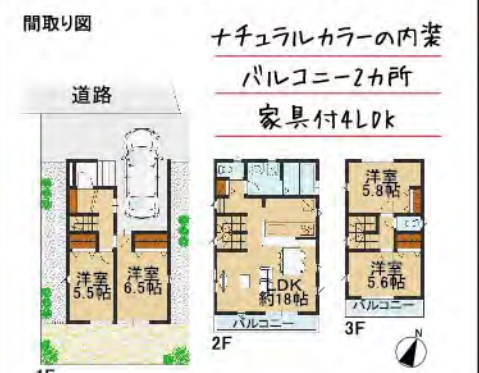 間取り図
ナチュラルカラーの内装
バルコニー2カ所
家具付4LDK
道路
洋室
5.5帖
洋室
6.5帖
1F
LDK
約18帖
バルコニー
2F
洋室
5.8帖
洋室
5.6帖
バルコニー
3F
N